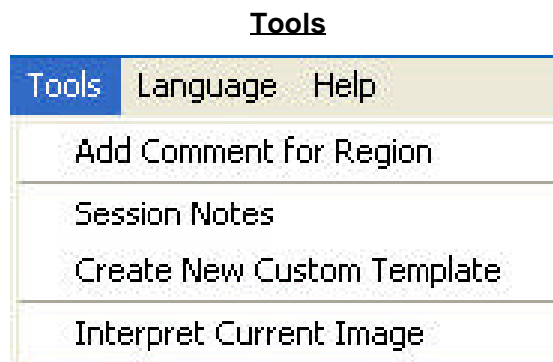 Tools
Tools Language Help
Add Comment for Region
Session Notes
Create New Custom Template
Interpret Current Image